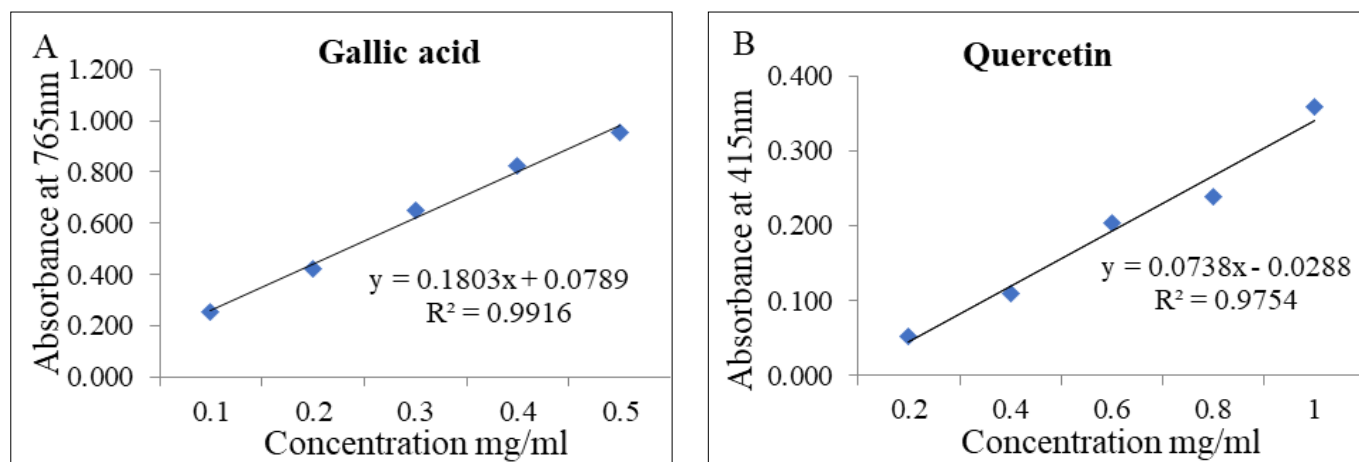 A
Gallic acid
Absorbance at 765nm
1.200
1.000
0.800
0.600
0.400
0.200
0.000
y = 0.1803x + 0.0789
R² = 0.9916
0.1 0.2 0.3 0.4 0.5
Concentration mg/ml
B
Quercetin
Absorbance at 415nm
0.400
0.300
0.200
0.100
0.000
y = 0.0738x - 0.0288
R² = 0.9754
0.2 0.4 0.6 0.8 1
Concentration mg/ml